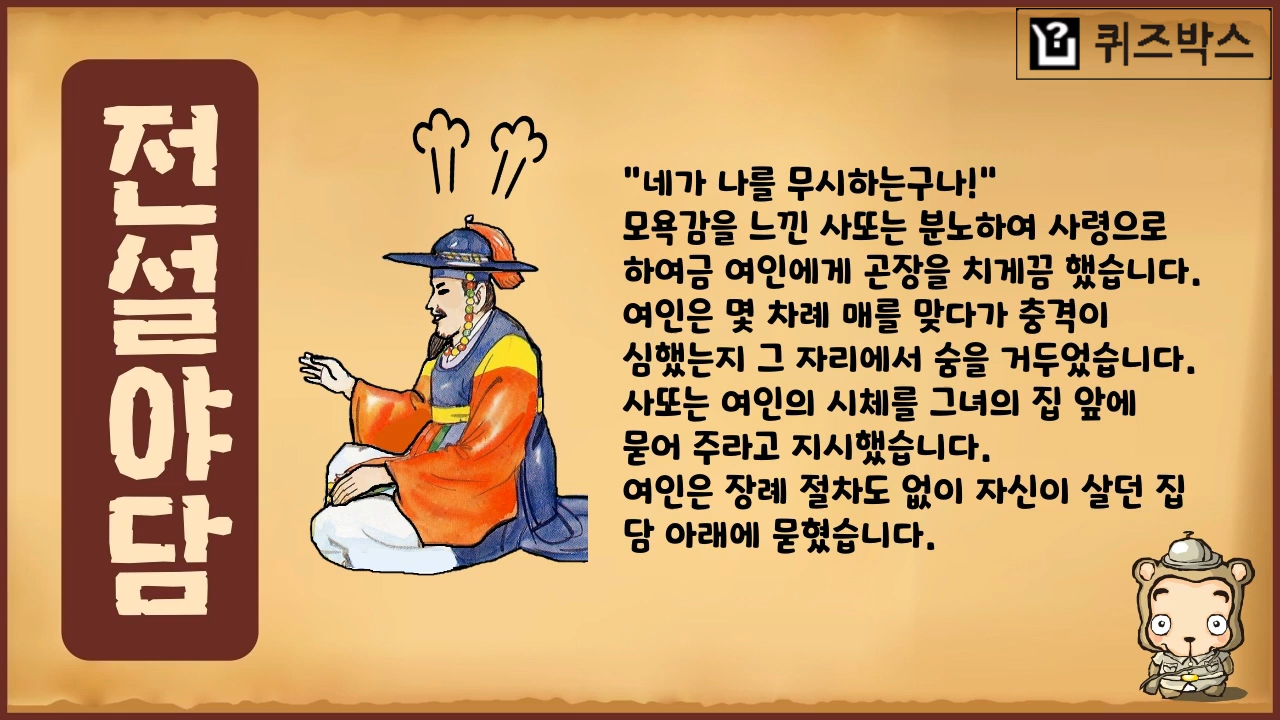 퀴즈박스
전설야담
"네가 나를 무시하는구나!"
모욕감을 느낀 사또는 분노하여 사령으로
하여금 여인에게 곤장을 치게끔 했습니다.
여인은 몇 차례 매를 맞다가 충격이
심했는지 그 자리에서 숨을 거두었습니다.
사또는 여인의 시체를 그녀의 집 앞에
묻어 주라고 지시했습니다.
여인은 장례 절차도 없이 자신이 살던 집
담 아래에 묻혔습니다.